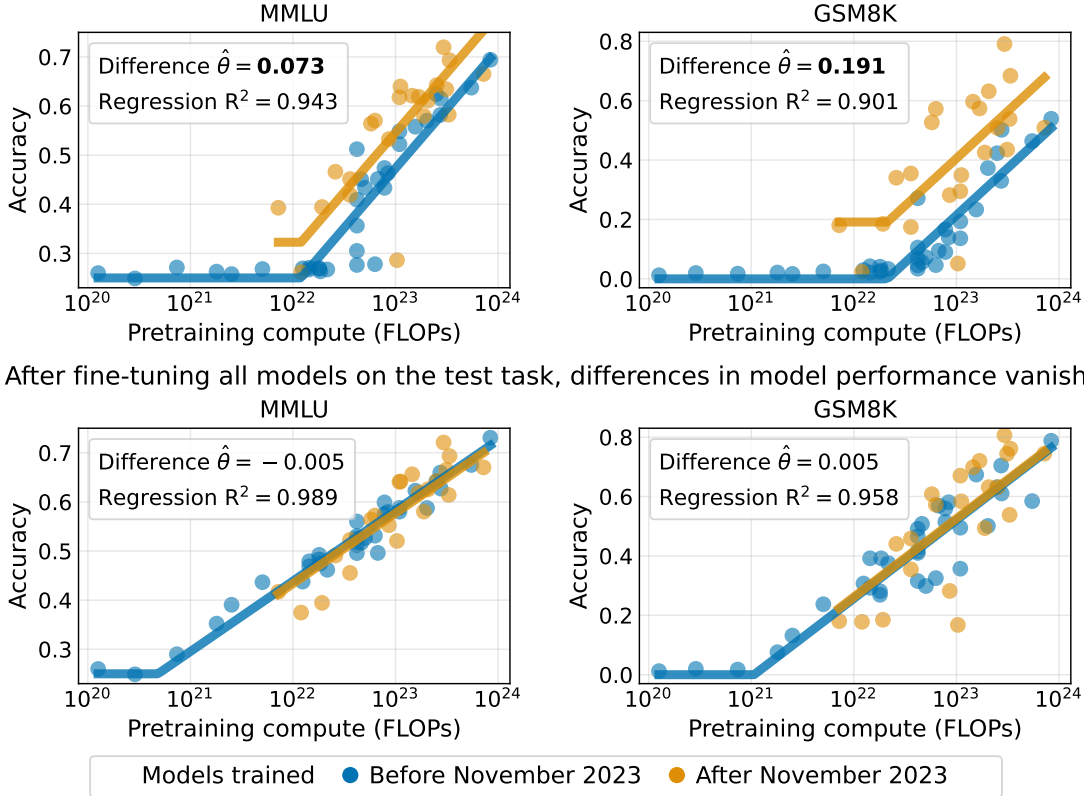 MMLU
GSM8K
Difference θ̂ = 0.073
Regression R² = 0.943
Difference θ̂ = 0.191
Regression R² = 0.901
Accuracy
0.7
0.6
0.5
0.4
0.3
Accuracy
0.8
0.6
0.4
0.2
0.0
10²⁰ 10²¹ 10²² 10²³ 10²⁴
10²⁰ 10²¹ 10²² 10²³ 10²⁴
Pretraining compute (FLOPs)
Pretraining compute (FLOPs)
After fine-tuning all models on the test task, differences in model performance vanish
MMLU
GSM8K
Difference θ̂ = −0.005
Regression R² = 0.989
Difference θ̂ = 0.005
Regression R² = 0.958
Accuracy
0.7
0.6
0.5
0.4
0.3
Accuracy
0.8
0.6
0.4
0.2
0.0
10²⁰ 10²¹ 10²² 10²³ 10²⁴
10²⁰ 10²¹ 10²² 10²³ 10²⁴
Pretraining compute (FLOPs)
Pretraining compute (FLOPs)
Models trained Before November 2023 After November 2023